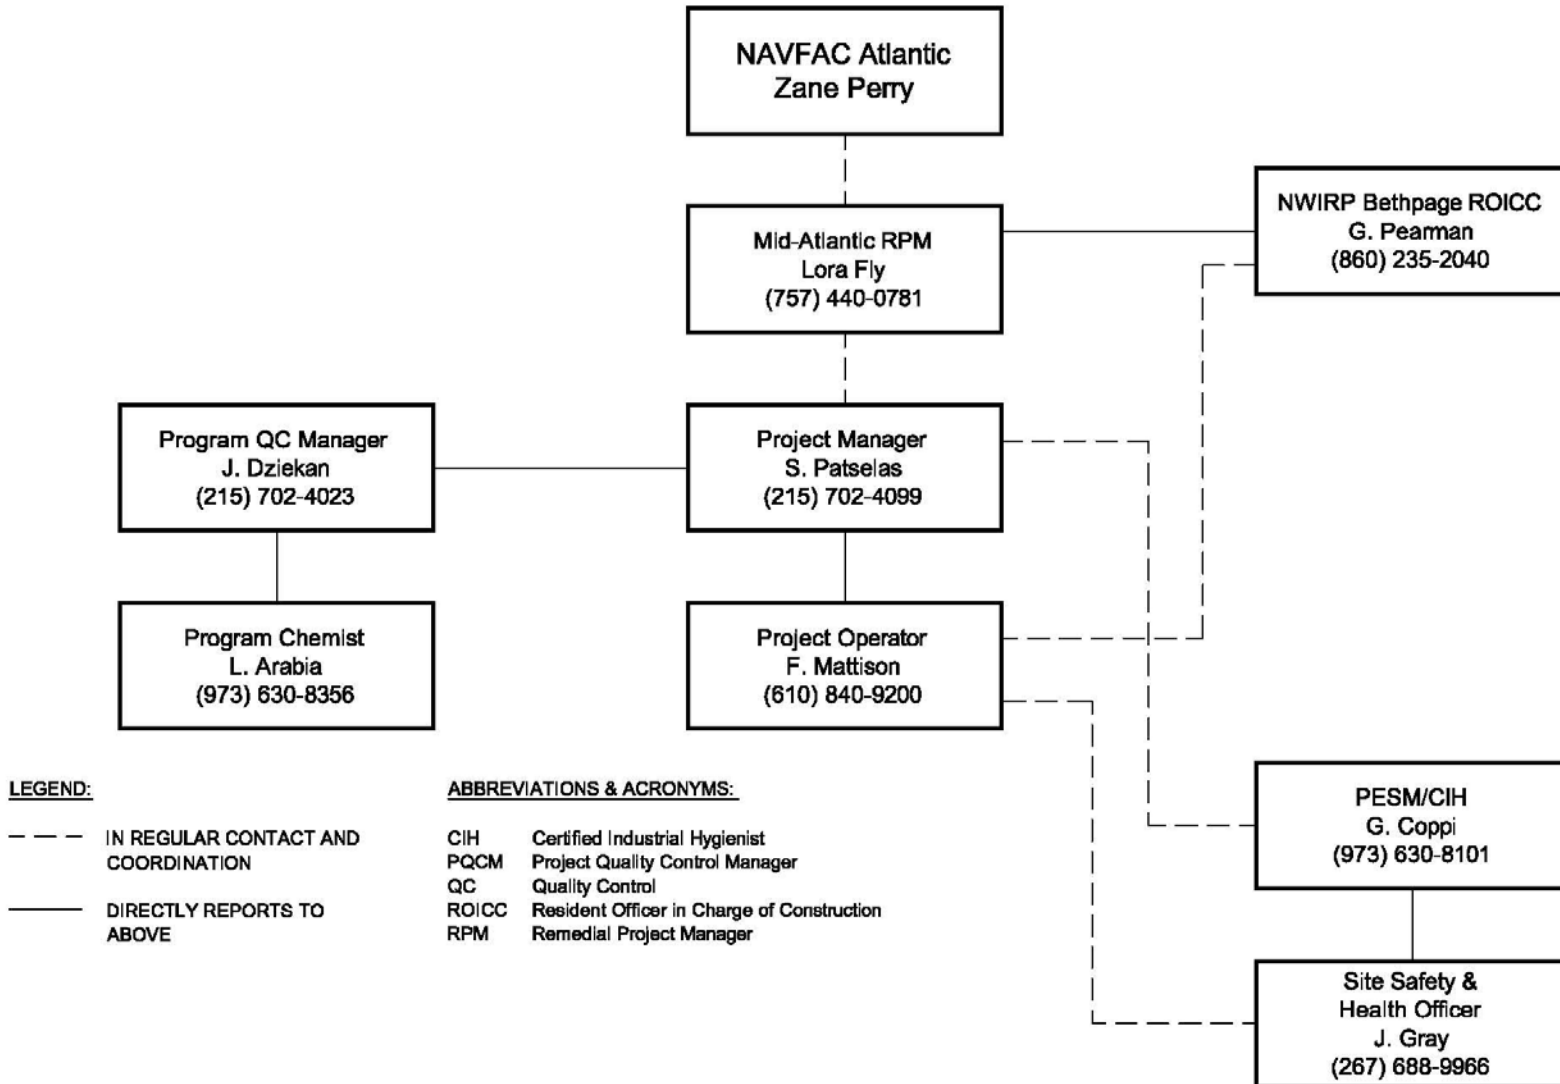 NAVFAC Atlantic
Zane Perry
NWIRP Bethpage ROICC
G. Pearman
(860) 235-2040
Mid-Atlantic RPM
Lora Fly
(757) 440-0781
Program QC Manager
J. Dziekan
(215) 702-4023
Project Manager
S. Patselas
(215) 702-4099
Program Chemist
L. Arabia
(973) 630-8356
Project Operator
F. Mattison
(610) 840-9200
PESM/CIH
G. Coppi
(973) 630-8101
Site Safety &
Health Officer
J. Gray
(267) 688-9966
LEGEND:
IN REGULAR CONTACT AND
COORDINATION
DIRECTLY REPORTS TO
ABOVE
ABBREVIATIONS & ACRONYMS:
CIH Certified Industrial Hygienist
PQCM Project Quality Control Manager
QC Quality Control
ROICC Resident Officer in Charge of Construction
RPM Remedial Project Manager